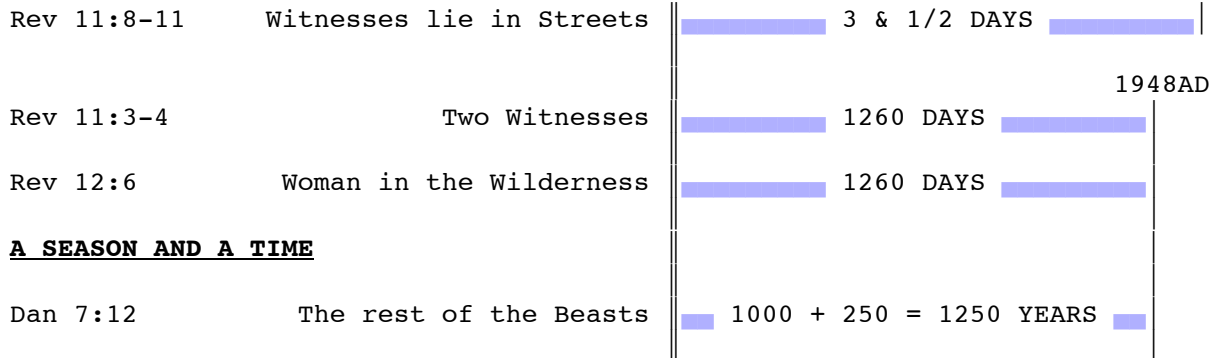 Rev 11:8-11 Witnesses lie in Streets 3 & 1/2 DAYS
1948AD
Rev 11:3-4 Two Witnesses 1260 DAYS
Rev 12:6 Woman in the Wilderness 1260 DAYS
A SEASON AND A TIME
Dan 7:12 The rest of the Beasts 1000 + 250 = 1250 YEARS